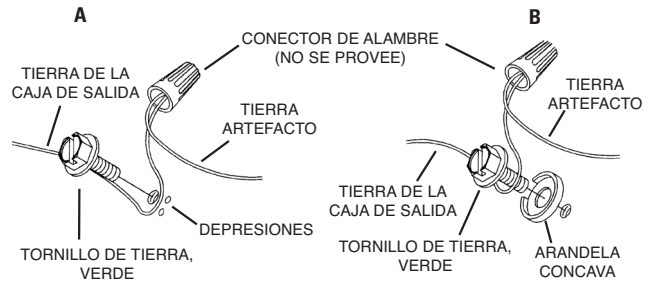 A
B
CONECTOR DE ALAMBRE
(NO SE PROVEE)
TIERRA DE LA
CAJA DE SALIDA
TIERRA
ARTEFACTO
DEPRESIONES
TORNILLO DE TIERRA,
VERDE
TIERRA
ARTEFACTO
TIERRA DE LA
CAJA DE SALIDA
TORNILLO DE TIERRA,
VERDE
ARANDELA
CONCAVA